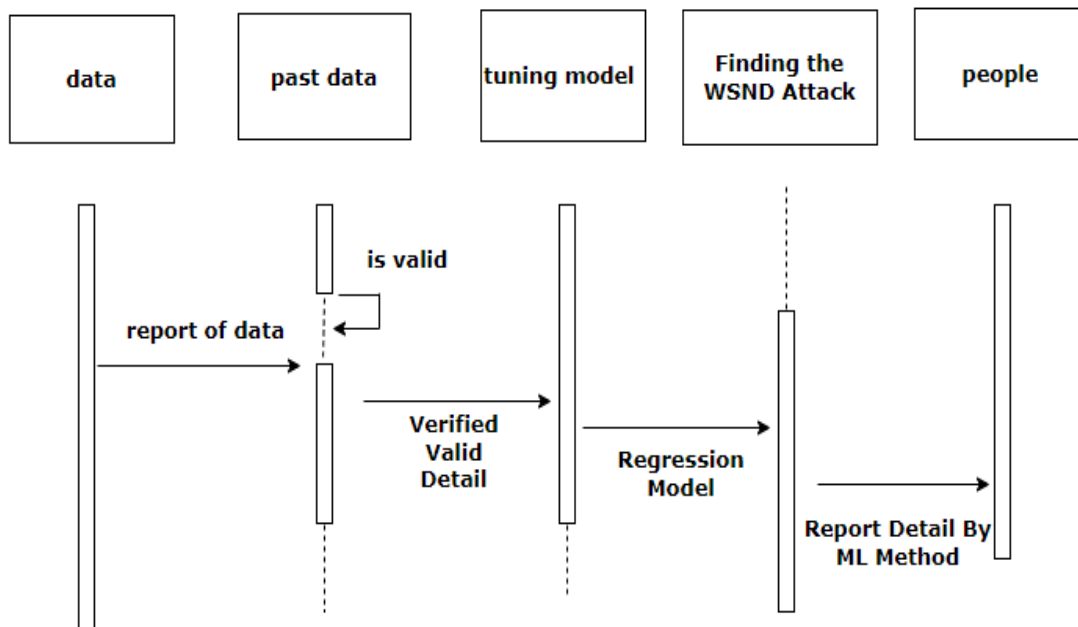 data
past data
tuning model
Finding the
WSND Attack
people
is valid
report of data
Verified
Valid
Detail
Regression
Model
Report Detail By
ML Method